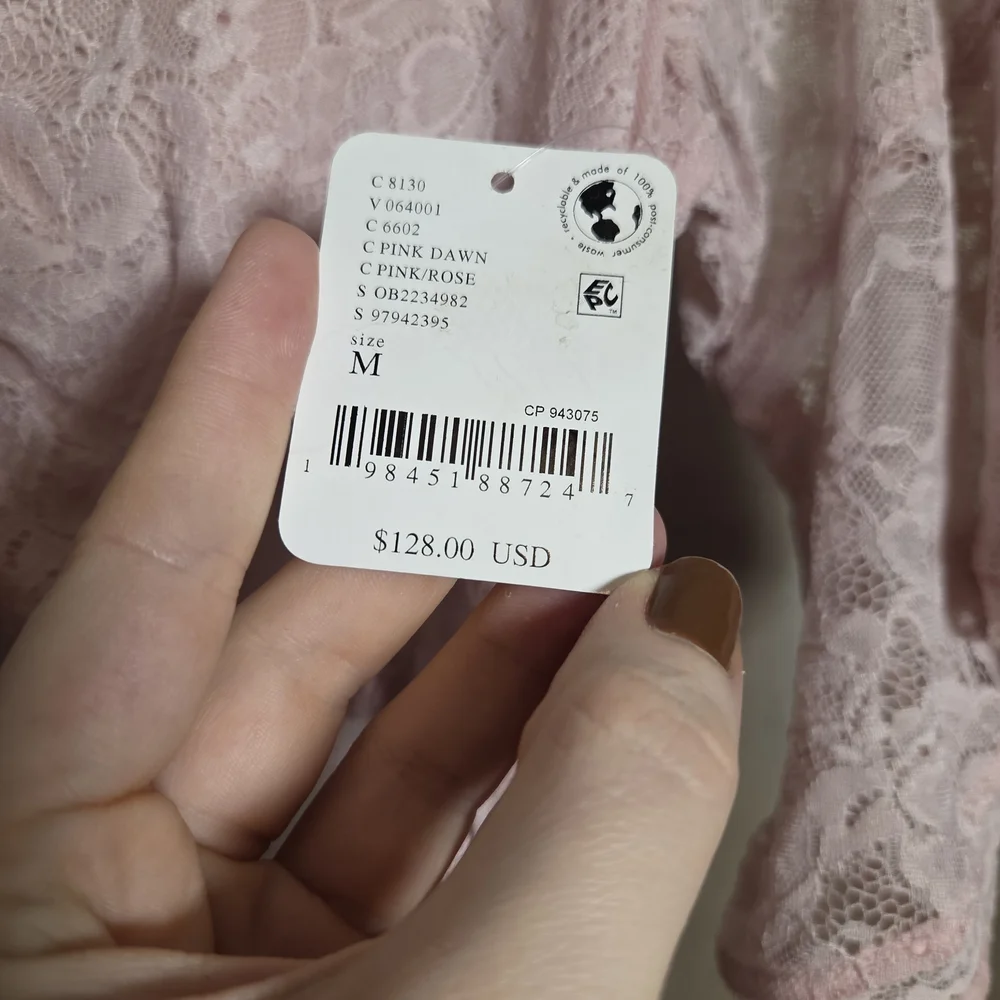 C 8130
V 064001
C 6602
C PINK DAWN
C PINK/ROSE
S OB2234982
S 97942395
size
M
recyclable & made of 100% post-consumer waste •
EPC™
CP 943075
1 98451 88724 7
$128.00 USD